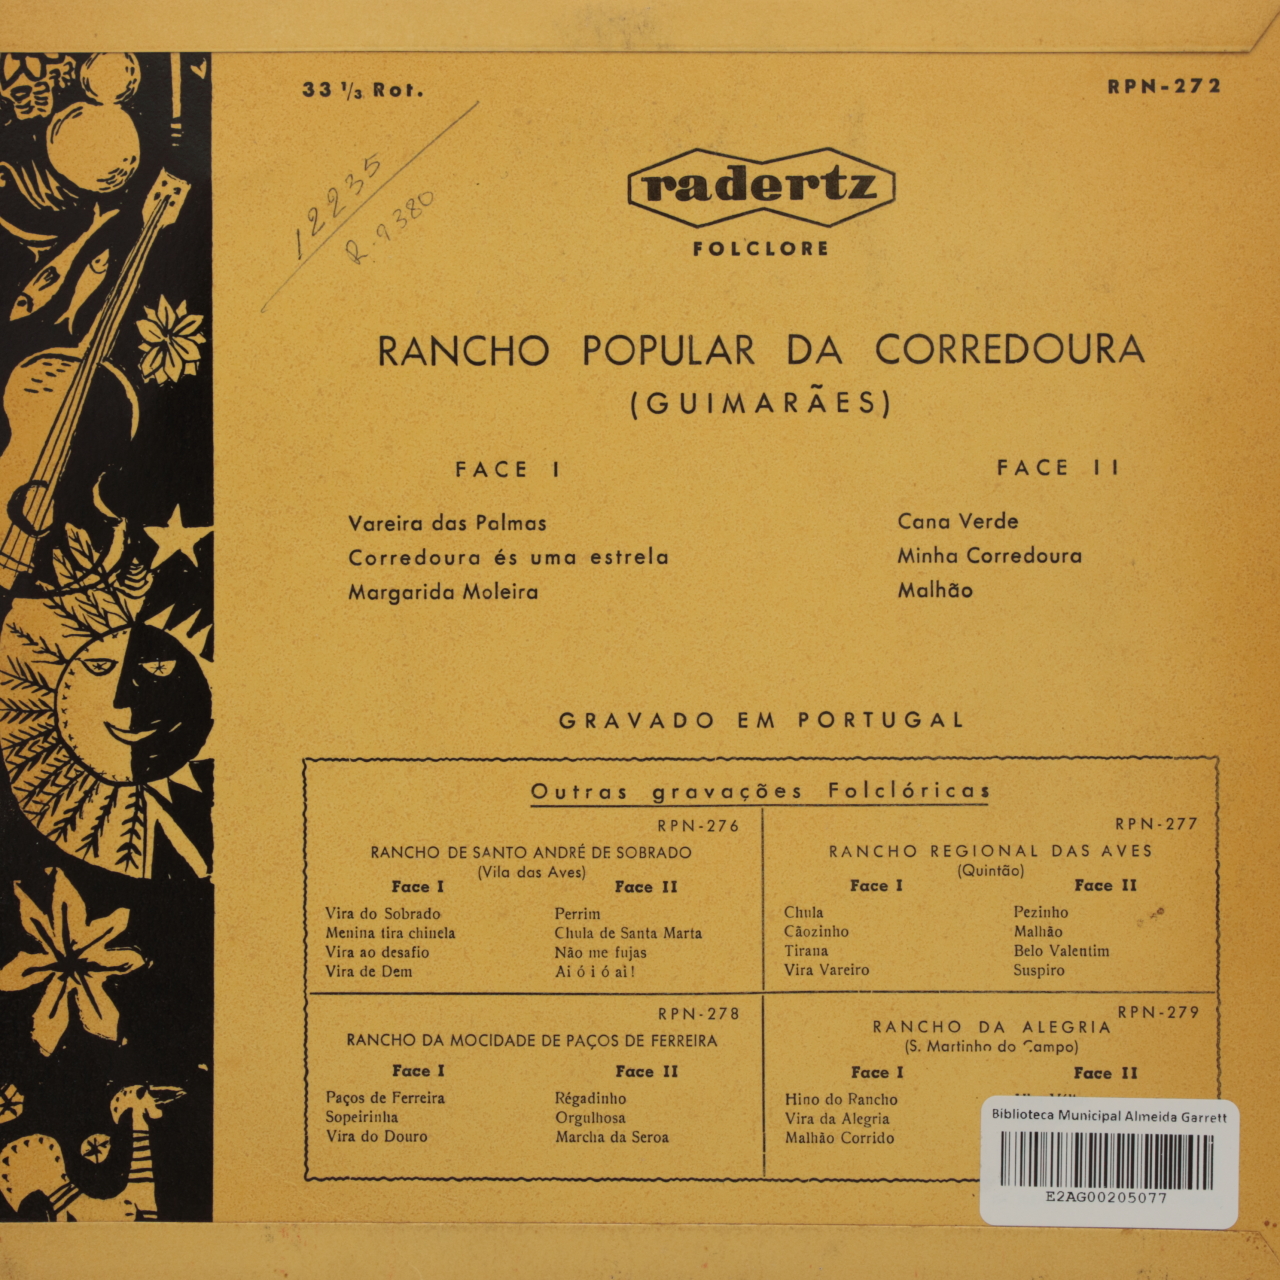 33 1/3 Rot.
RPN-272
12235
R. 9380
radertz
FOLCLORE
RANCHO POPULAR DA CORREDOURA
(GUIMARÃES)
FACE I
Vareira das Palmas
Corredoura és uma estrela
Margarida Moleira
FACE II
Cana Verde
Minha Corredoura
Malhão
GRAVADO EM PORTUGAL
Outras gravações Folclóricas
RPN-276
RANCHO DE SANTO ANDRÉ DE SOBRADO
(Vila das Aves)
Face I
Vira do Sobrado
Menina tira chinela
Vira ao desafio
Vira de Dem
Face II
Perrim
Chula de Santa Marta
Não me fujas
Ai ó i ó ai!
RPN-277
RANCHO REGIONAL DAS AVES
(Quintão)
Face I
Chula
Cãozinho
Tirana
Vira Vareiro
Face II
Pezinho
Malhão
Belo Valentim
Suspiro
RPN-278
RANCHO DA MOCIDADE DE PAÇOS DE FERREIRA
Face I
Paços de Ferreira
Sopeirinha
Vira do Douro
Face II
Régadinho
Orgulhosa
Marcha da Seroa
RPN-279
RANCHO DA ALEGRIA
(S. Martinho do Campo)
Face I
Hino do Rancho
Vira da Alegria
Malhão Corrido
Face II
Biblioteca Municipal Almeida Garrett
E2AG00205077